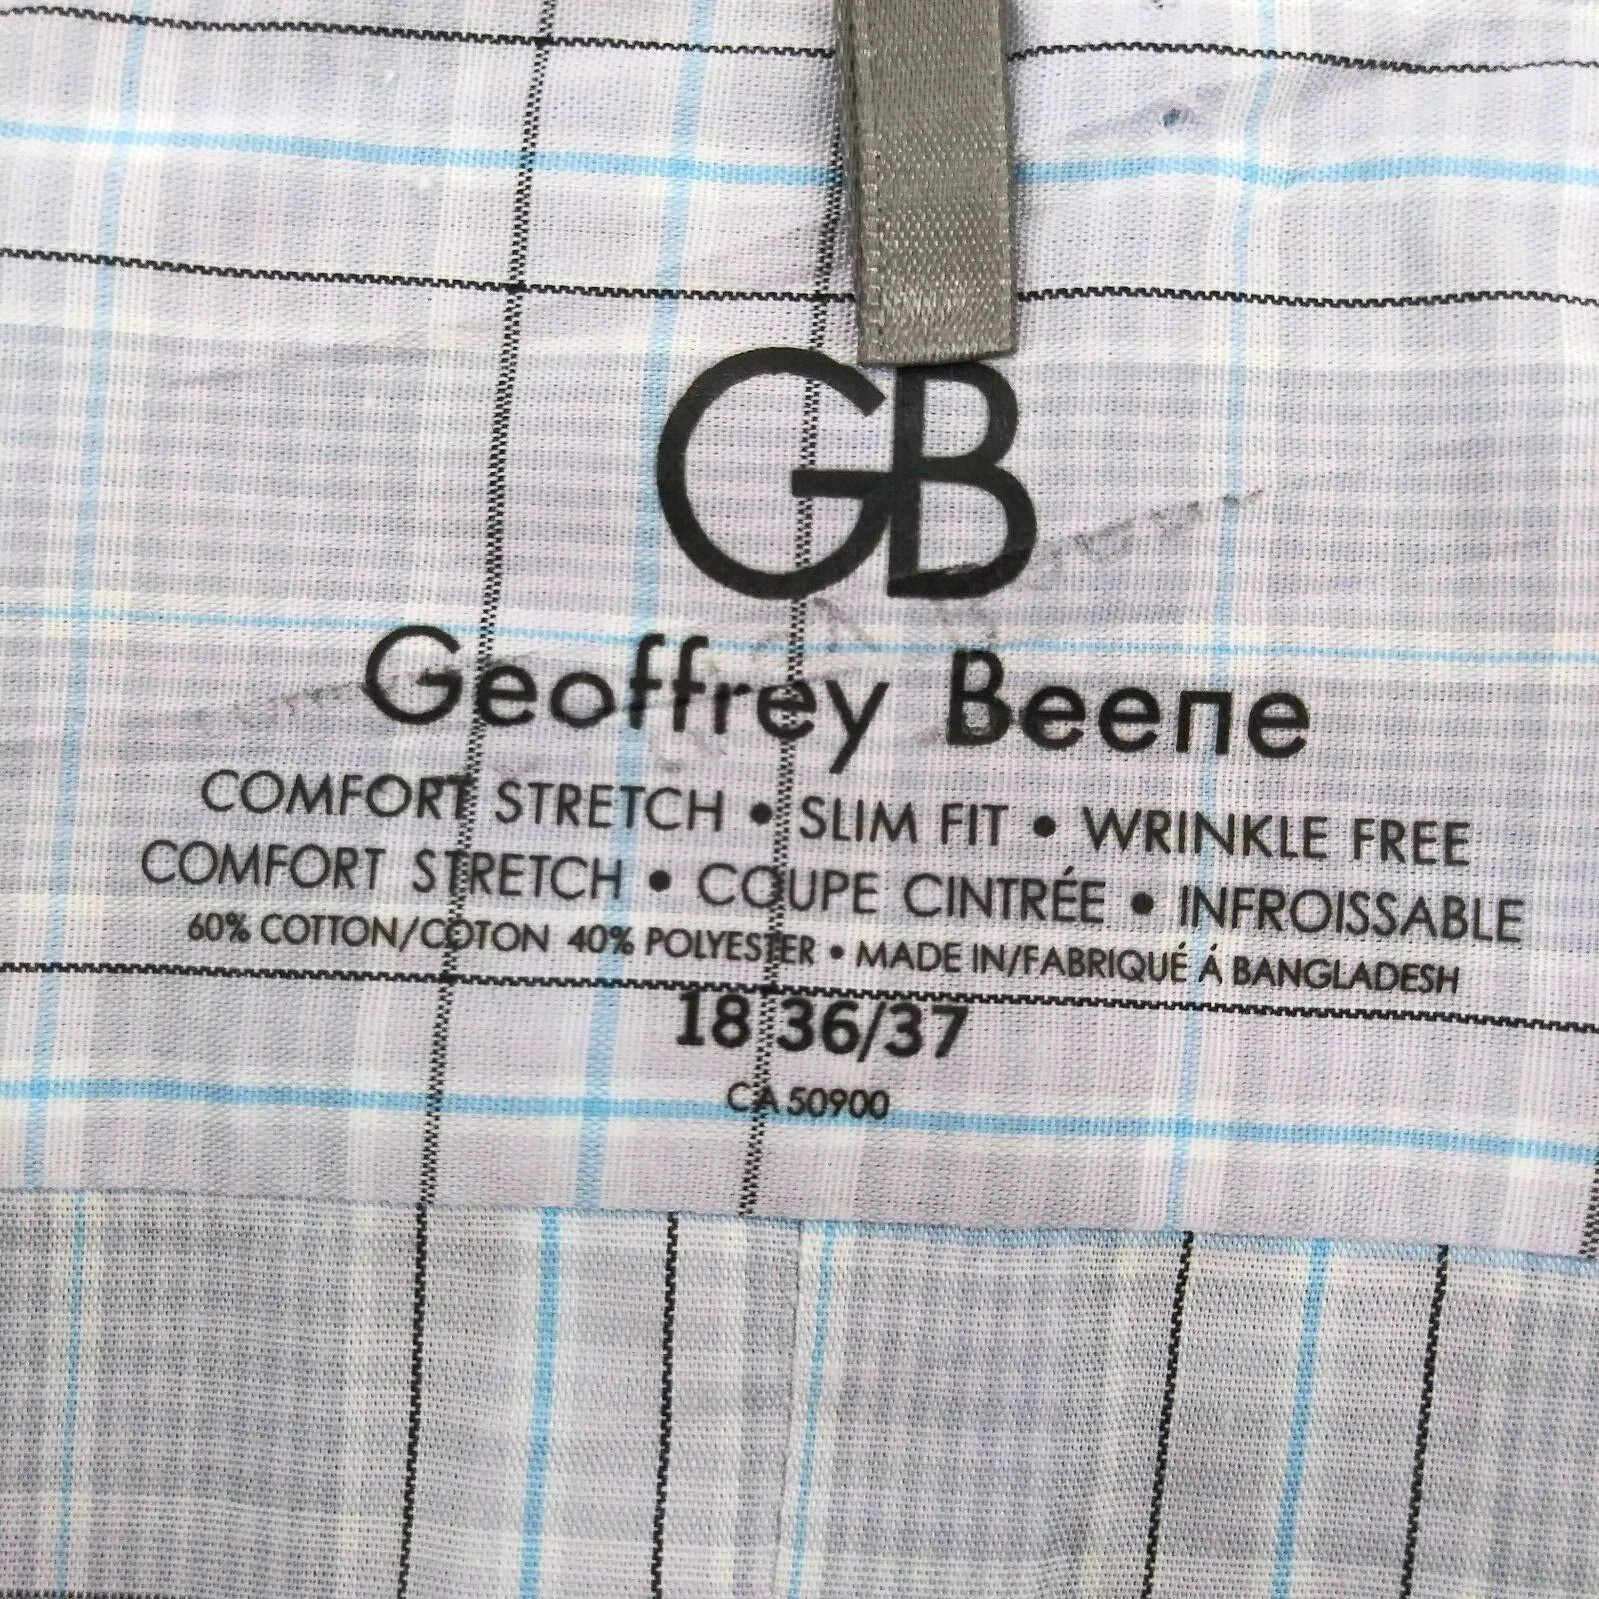 GB
Geoffrey Beene
COMFORT STRETCH • SLIM FIT • WRINKLE FREE
COMFORT STRETCH • COUPE CINTRÉE • INFROISSABLE
60% COTTON/COTON 40% POLYESTER • MADE IN/FABRIQUÉ Á BANGLADESH
18 36/37
CA 50900